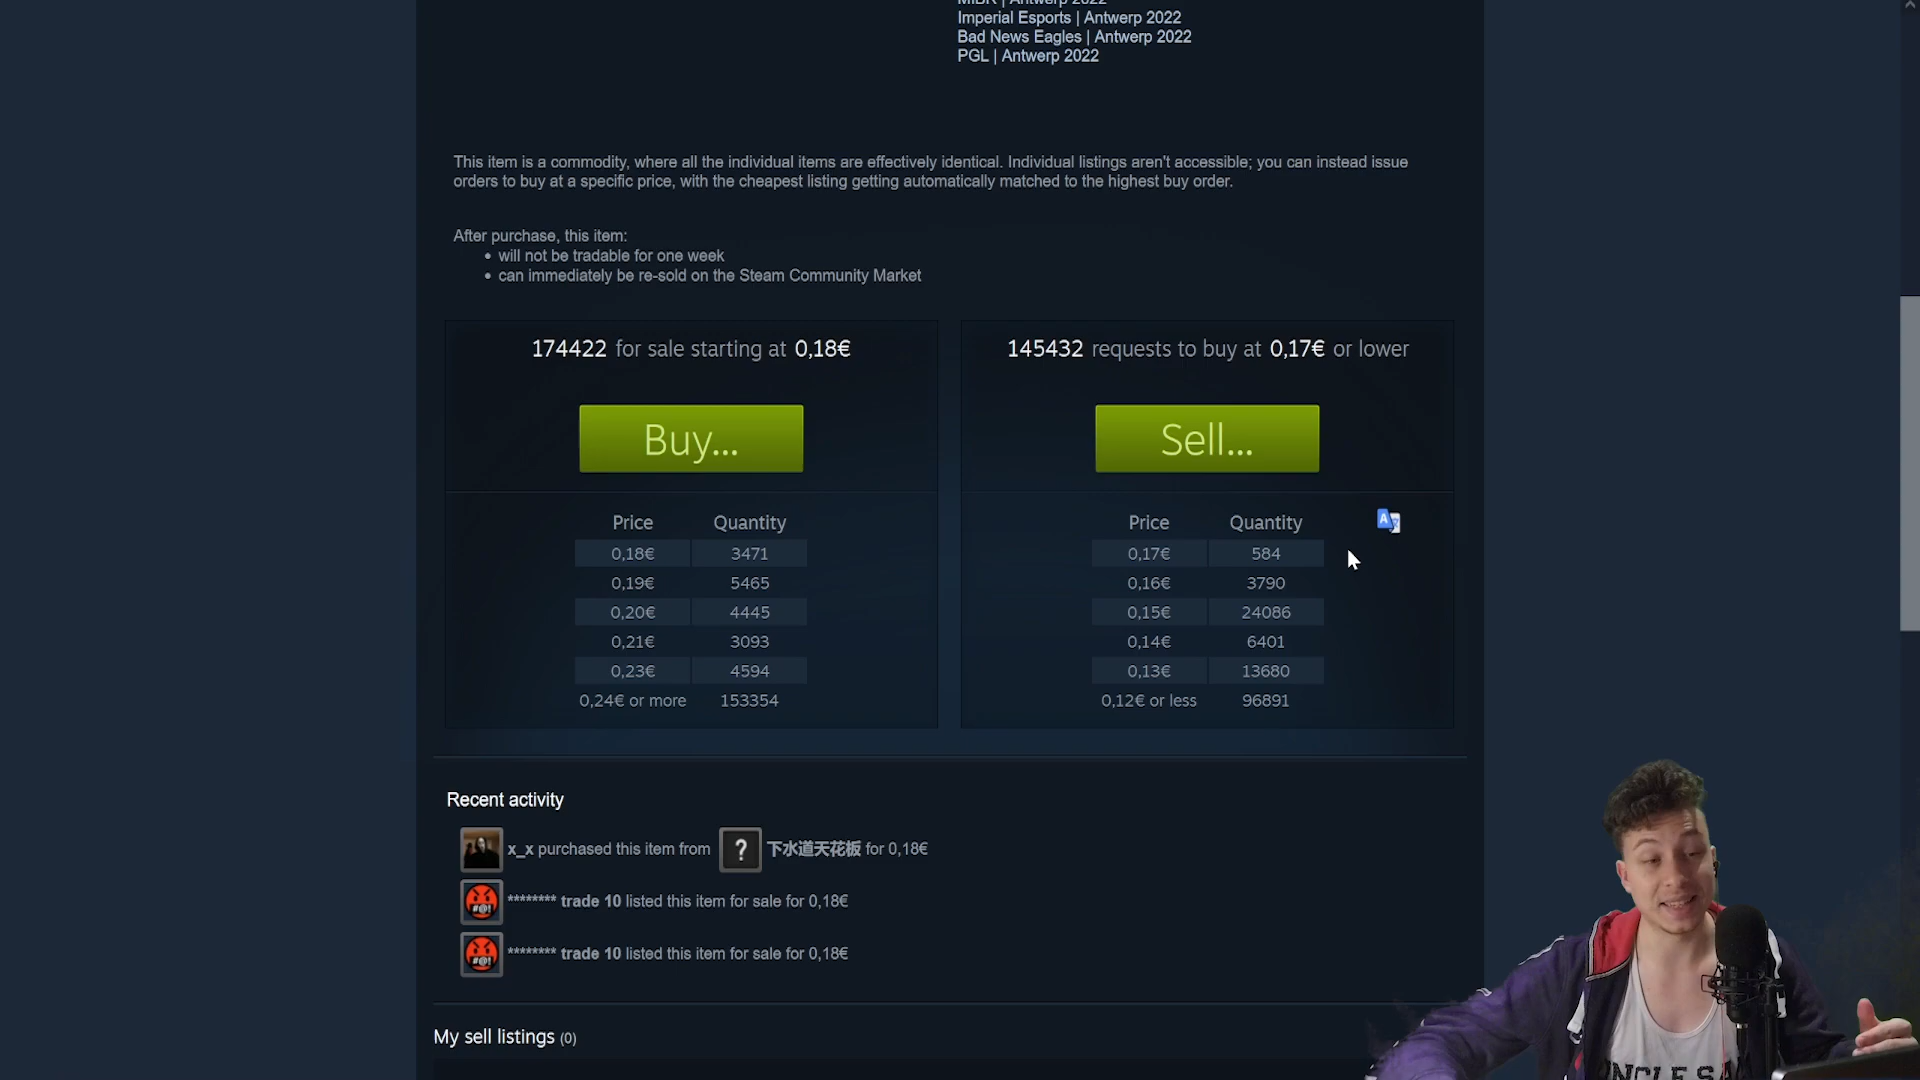 MIBR | Antwerp 2022
Imperial Esports | Antwerp 2022
Bad News Eagles | Antwerp 2022
PGL | Antwerp 2022
This item is a commodity, where all the individual items are effectively identical. Individual listings aren't accessible; you can instead issue
orders to buy at a specific price, with the cheapest listing getting automatically matched to the highest buy order.
After purchase, this item:
• will not be tradable for one week
• can immediately be re-sold on the Steam Community Market
174422 for sale starting at 0,18€
Buy...
Price Quantity
0,18€ 3471
0,19€ 5465
0,20€ 4445
0,21€ 3093
0,23€ 4594
0,24€ or more 153354
145432 requests to buy at 0,17€ or lower
Sell...
Price Quantity
0,17€ 584
0,16€ 3790
0,15€ 24086
0,14€ 6401
0,13€ 13680
0,12€ or less 96891
Recent activity
x_x purchased this item from ? 下水道天花板 for 0,18€
******** trade 10 listed this item for sale for 0,18€
******** trade 10 listed this item for sale for 0,18€
My sell listings (0)